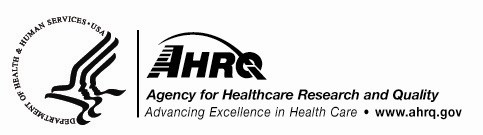 DEPARTMENT OF HEALTH & HUMAN SERVICES • USA
AHRQ
Agency for Healthcare Research and Quality
Advancing Excellence in Health Care • www.ahrq.gov